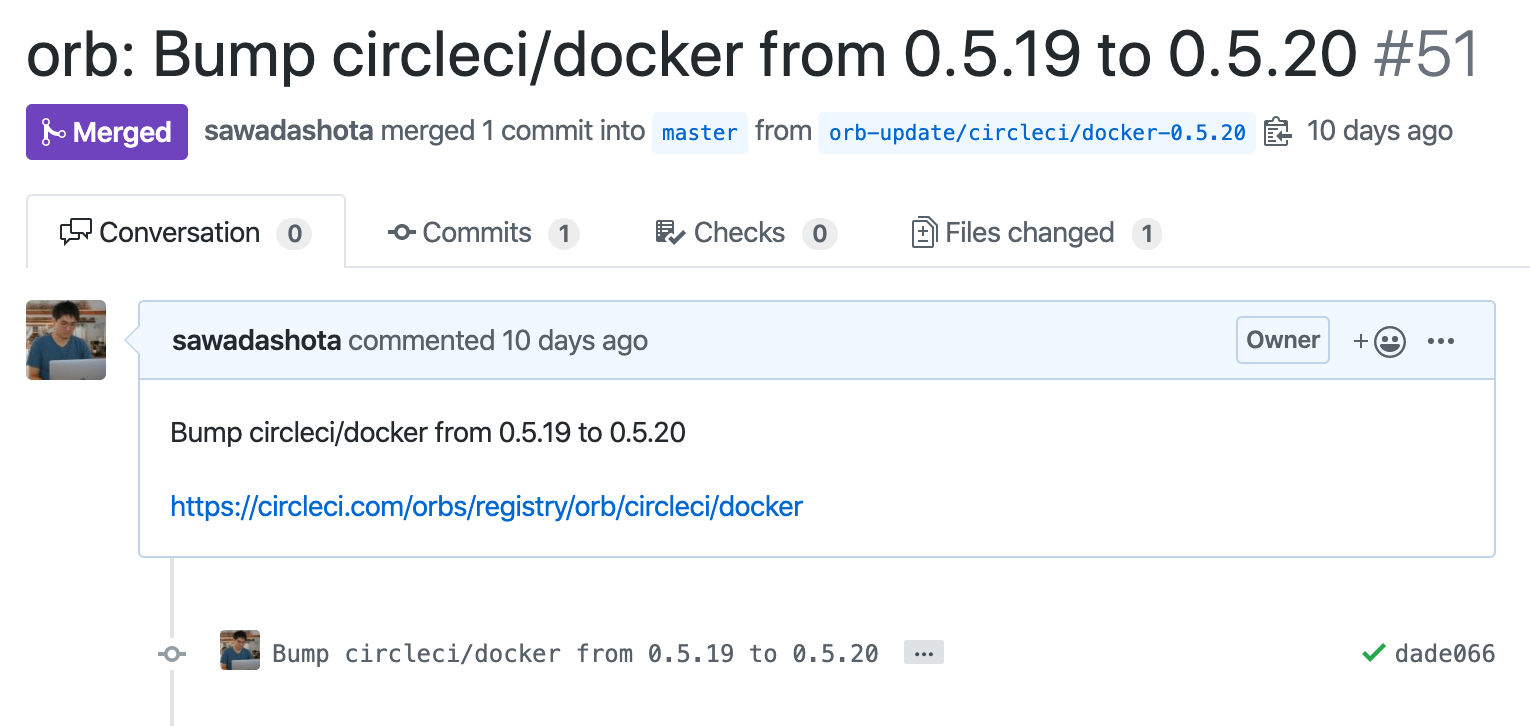 orb: Bump circleci/docker from 0.5.19 to 0.5.20 #51
Merged sawadashota merged 1 commit into master from orb-update/circleci/docker-0.5.20 10 days ago
Conversation 0 Commits 1 Checks 0 Files changed 1
sawadashota commented 10 days ago Owner
Bump circleci/docker from 0.5.19 to 0.5.20
https://circleci.com/orbs/registry/orb/circleci/docker
Bump circleci/docker from 0.5.19 to 0.5.20 … dade066